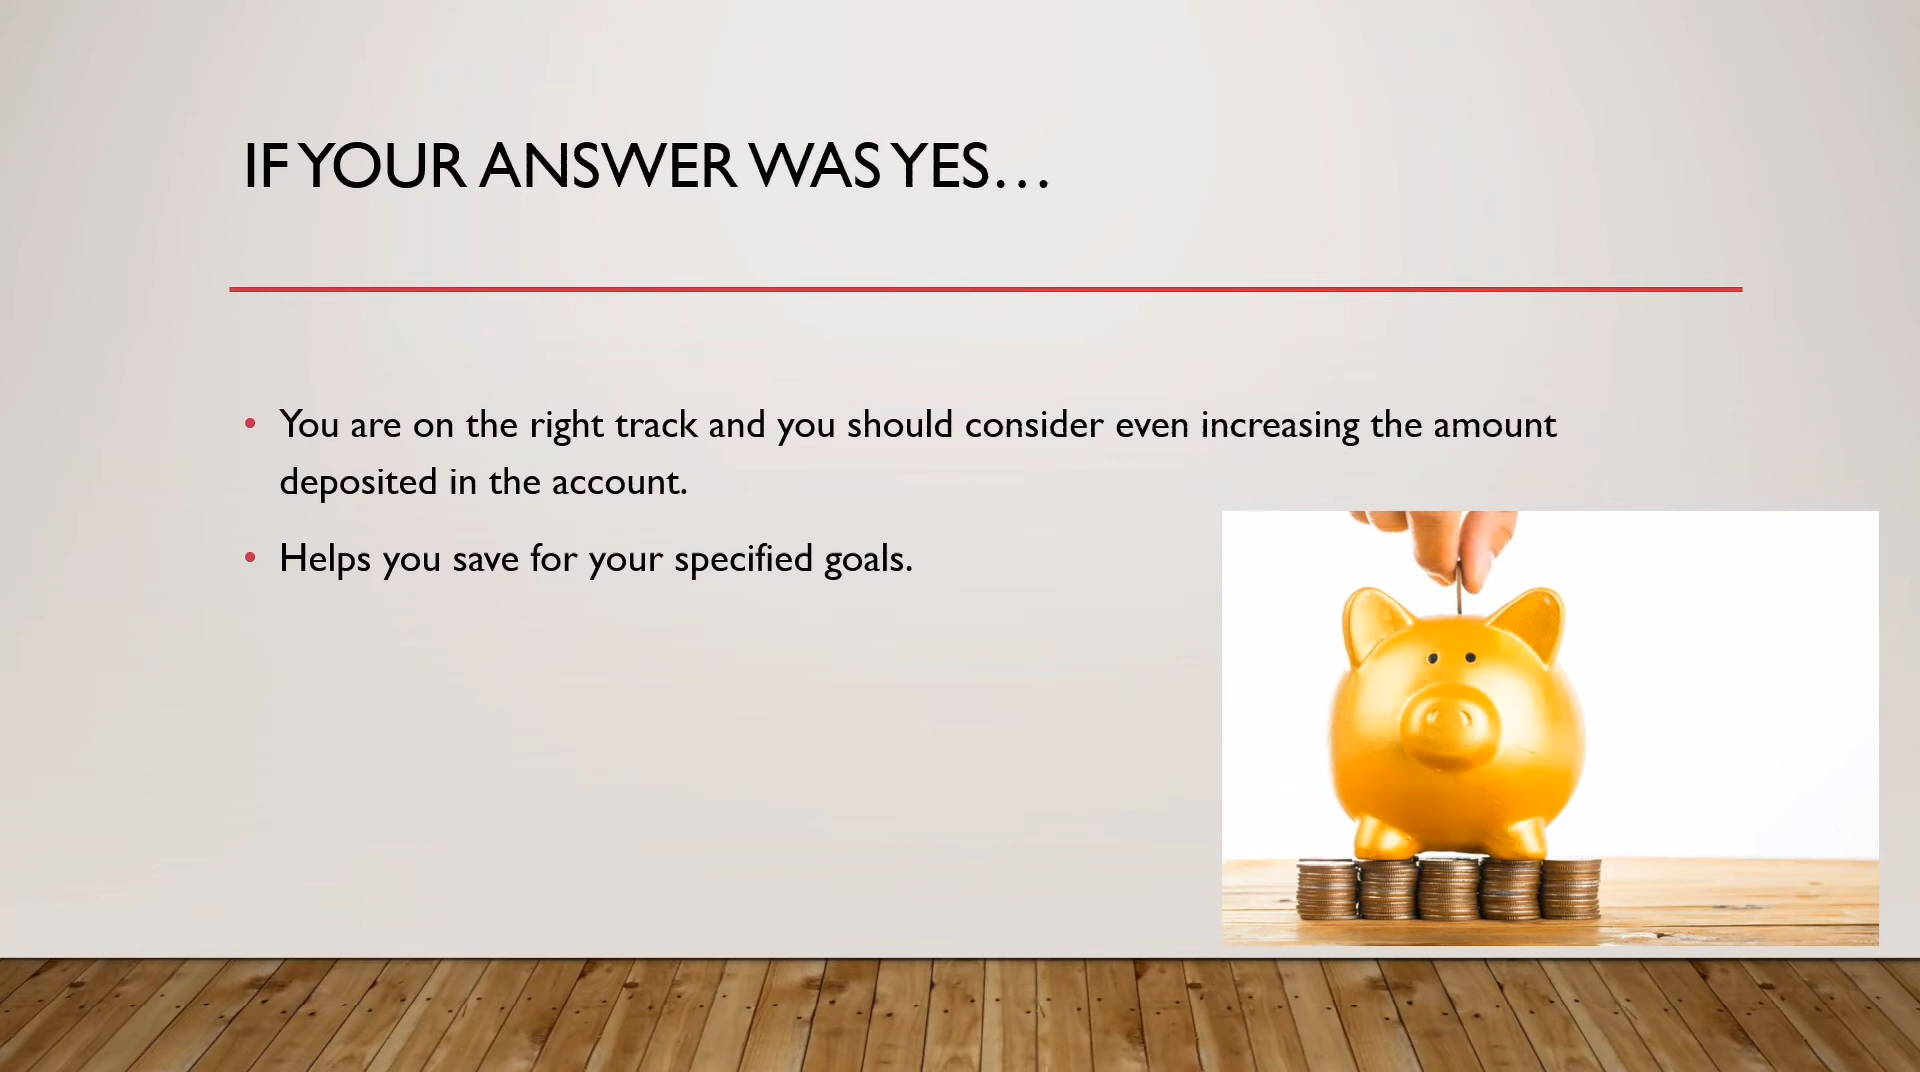 IF YOUR ANSWER WAS YES…
• You are on the right track and you should consider even increasing the amount
deposited in the account.
• Helps you save for your specified goals.